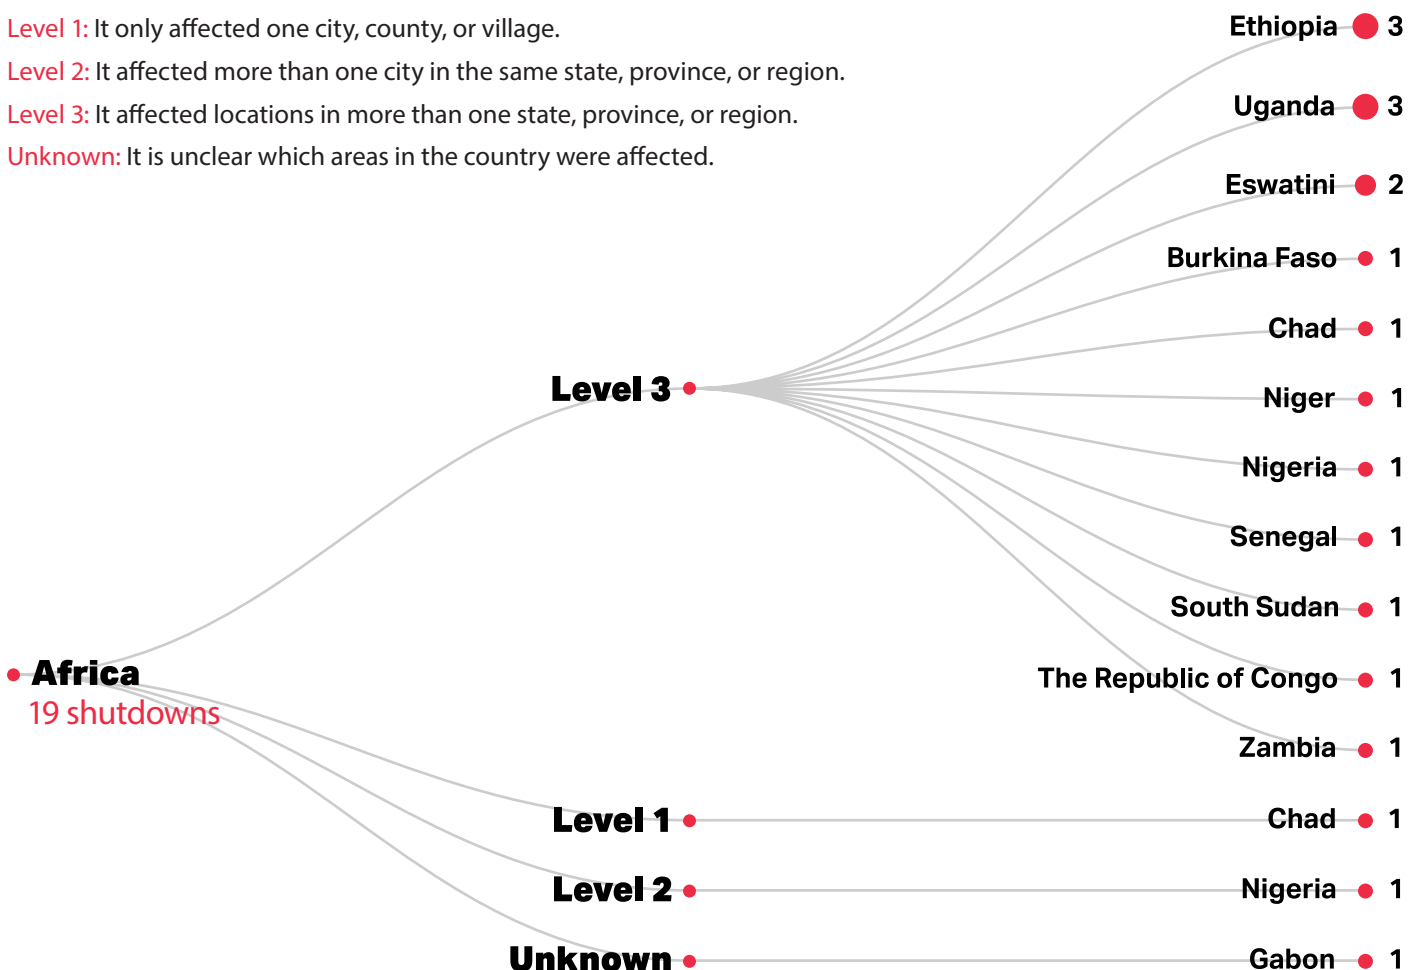 Level 1: It only affected one city, county, or village.
Level 2: It affected more than one city in the same state, province, or region.
Level 3: It affected locations in more than one state, province, or region.
Unknown: It is unclear which areas in the country were affected.
Africa
19 shutdowns
Level 3
Ethiopia 3
Uganda 3
Eswatini 2
Burkina Faso 1
Chad 1
Niger 1
Nigeria 1
Senegal 1
South Sudan 1
The Republic of Congo 1
Zambia 1
Level 1 Chad 1
Level 2 Nigeria 1
Unknown Gabon 1